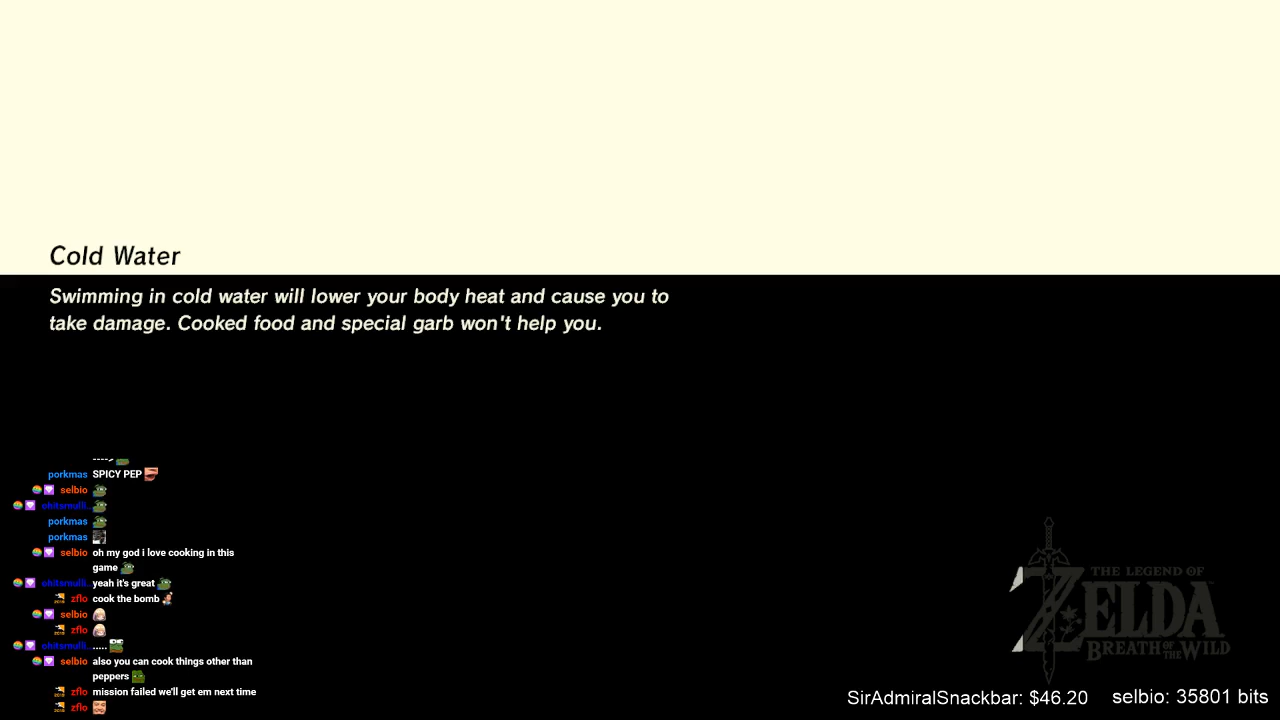 Cold Water
Swimming in cold water will lower your body heat and cause you to
take damage. Cooked food and special garb won't help you.
porkmas SPICY PEP
selbio
ohitsmulli..
porkmas
porkmas
selbio oh my god i love cooking in this
game
ohitsmulli.. yeah it's great
zflo cook the bomb
selbio
zflo
ohitsmulli.. .....
selbio also you can cook things other than
peppers
zflo mission failed we'll get em next time
zflo
THE LEGEND OF
ZELDA
BREATH OF THE WILD
SirAdmiralSnackbar: $46.20
selbio: 35801 bits